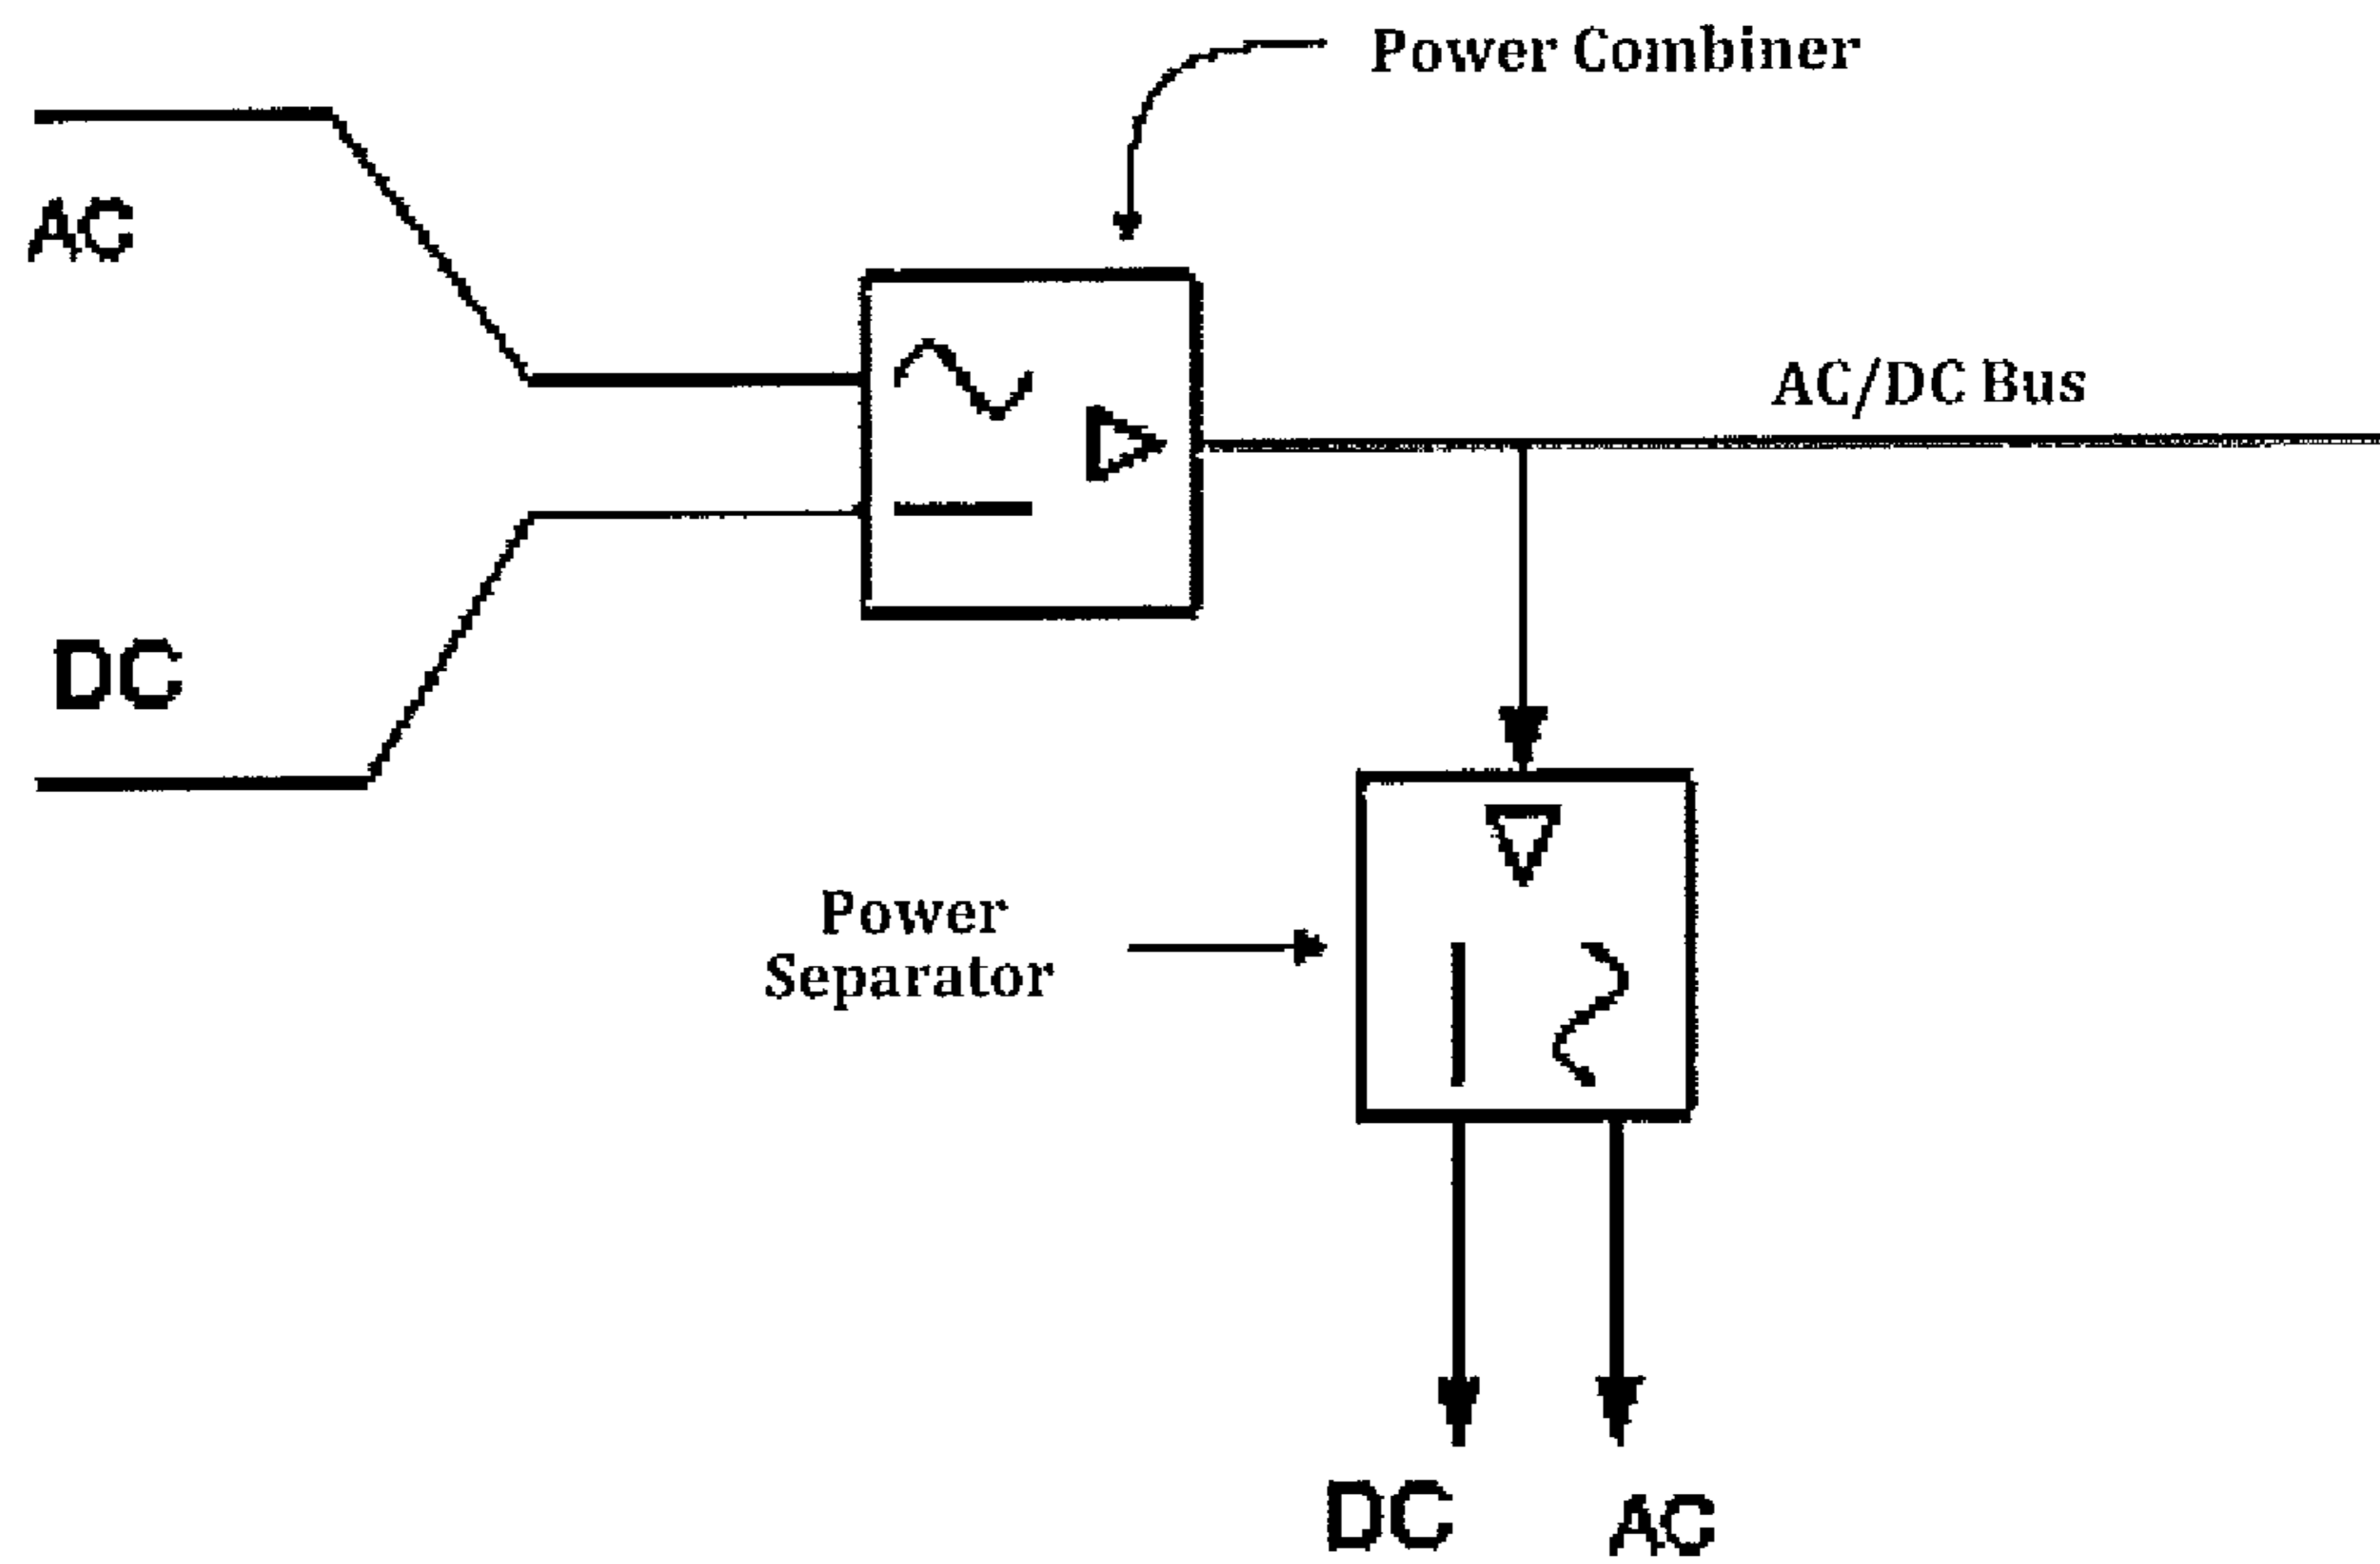 Power Combiner
AC
AC/DC Bus
DC
Power
Separator
DC
AC